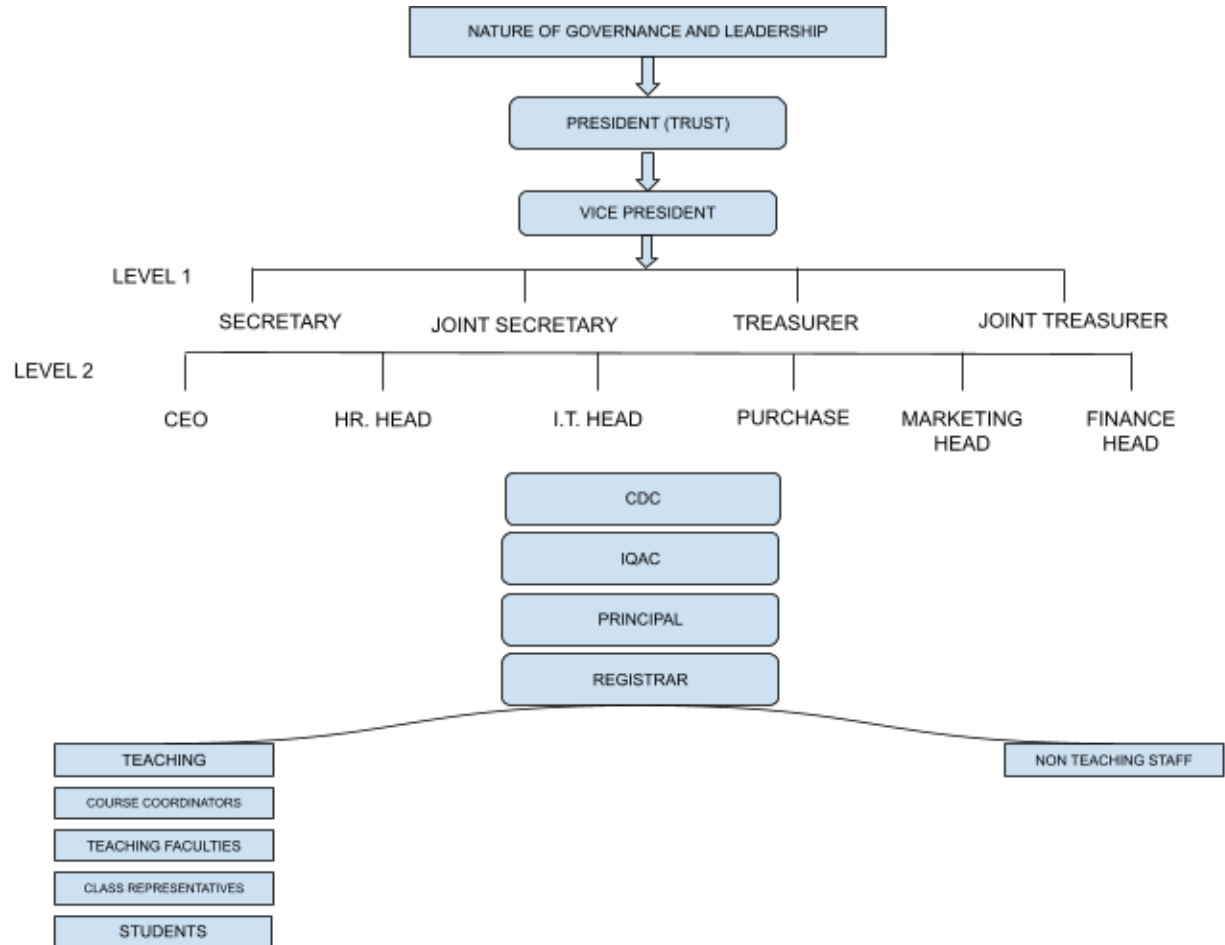 NATURE OF GOVERNANCE AND LEADERSHIP
PRESIDENT (TRUST)
VICE PRESIDENT
LEVEL 1
SECRETARY
JOINT SECRETARY
TREASURER
JOINT TREASURER
LEVEL 2
CEO
HR. HEAD
I.T. HEAD
PURCHASE
MARKETING
HEAD
FINANCE
HEAD
CDC
IQAC
PRINCIPAL
REGISTRAR
TEACHING
NON TEACHING STAFF
COURSE COORDINATORS
TEACHING FACULTIES
CLASS REPRESENTATIVES
STUDENTS